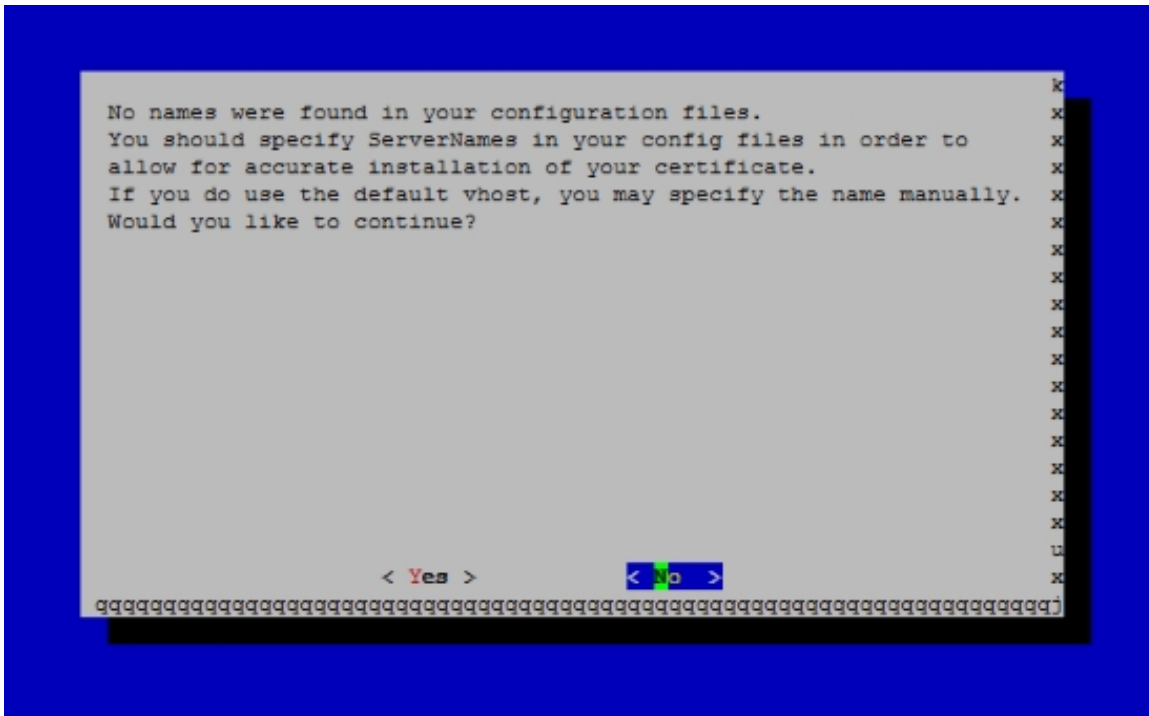 k
No names were found in your configuration files. x
You should specify ServerNames in your config files in order to x
allow for accurate installation of your certificate. x
If you do use the default vhost, you may specify the name manually. x
Would you like to continue? x
x
x
x
x
x
x
x
x
x
x
x
u
< Yes > < No > x
qqqqqqqqqqqqqqqqqqqqqqqqqqqqqqqqqqqqqqqqqqqqqqqqqqqqqqqqqqqqqqqqqqqqqqj